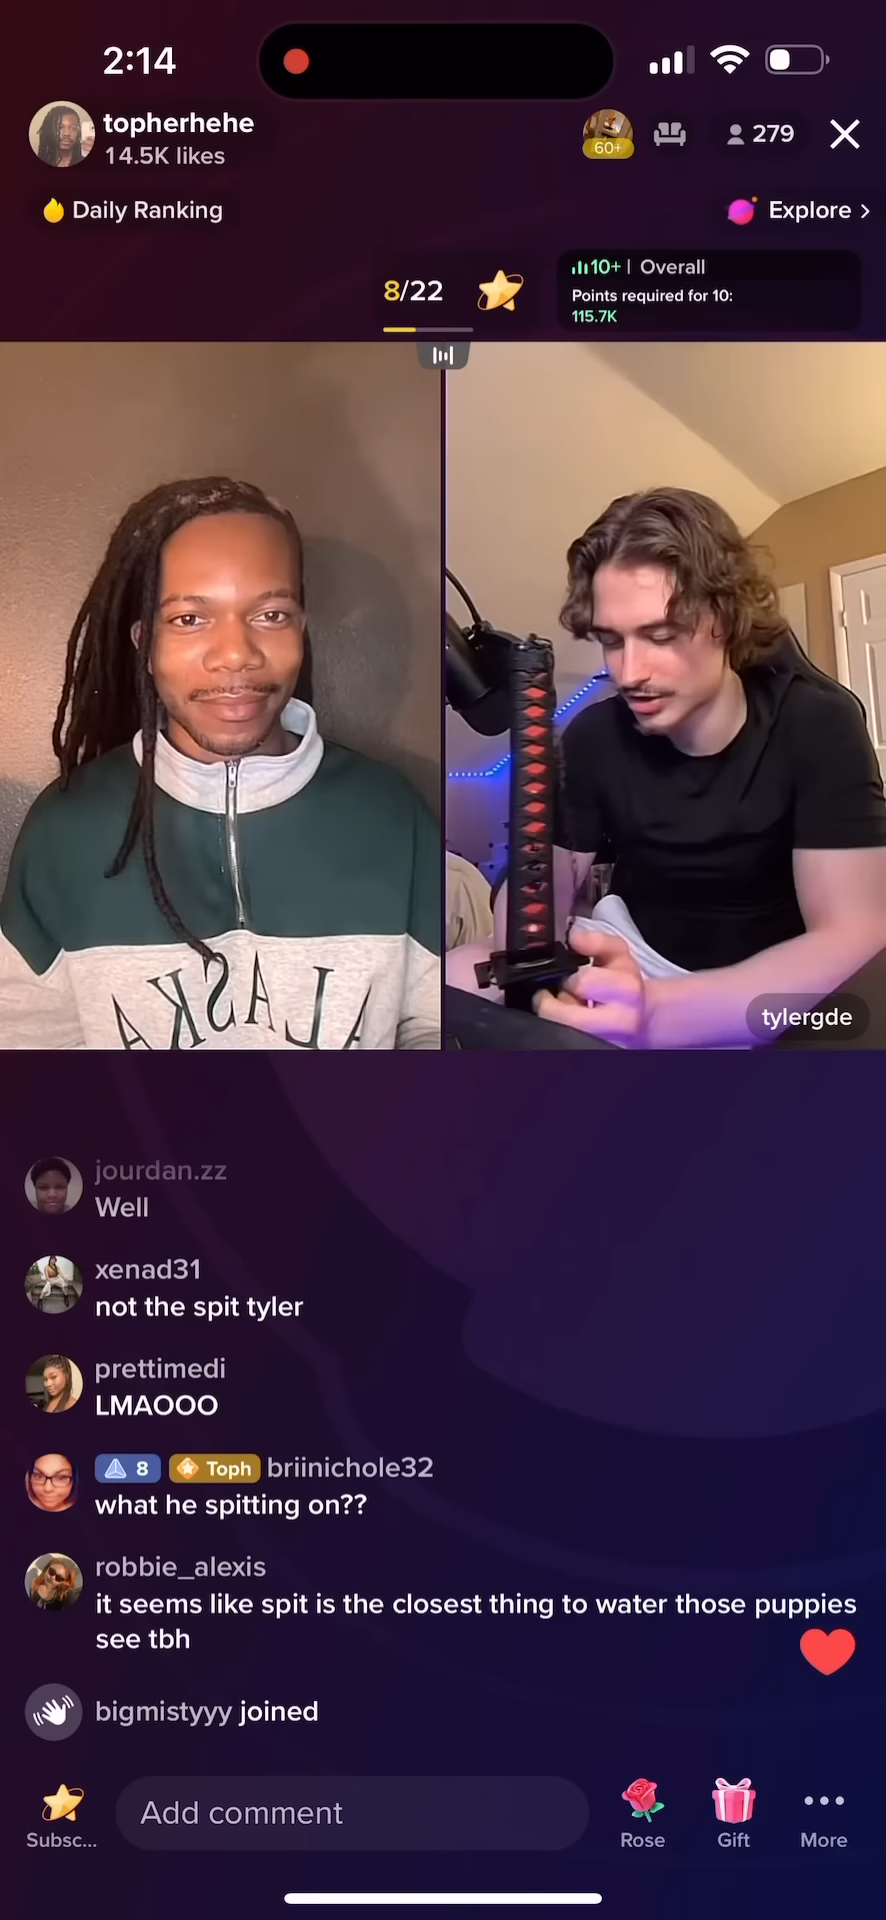 2:14
topherhehe
14.5K likes
60+
279
Daily Ranking
Explore >
8/22
10+ | Overall
Points required for 10:
115.7K
ALASKA
tylergde
jourdan.zz
Well
xenad31
not the spit tyler
prettimedi
LMAOOO
8 Toph briinichole32
what he spitting on??
robbie_alexis
it seems like spit is the closest thing to water those puppies
see tbh
bigmistyyy joined
Subsc...
Add comment
Rose
Gift
More